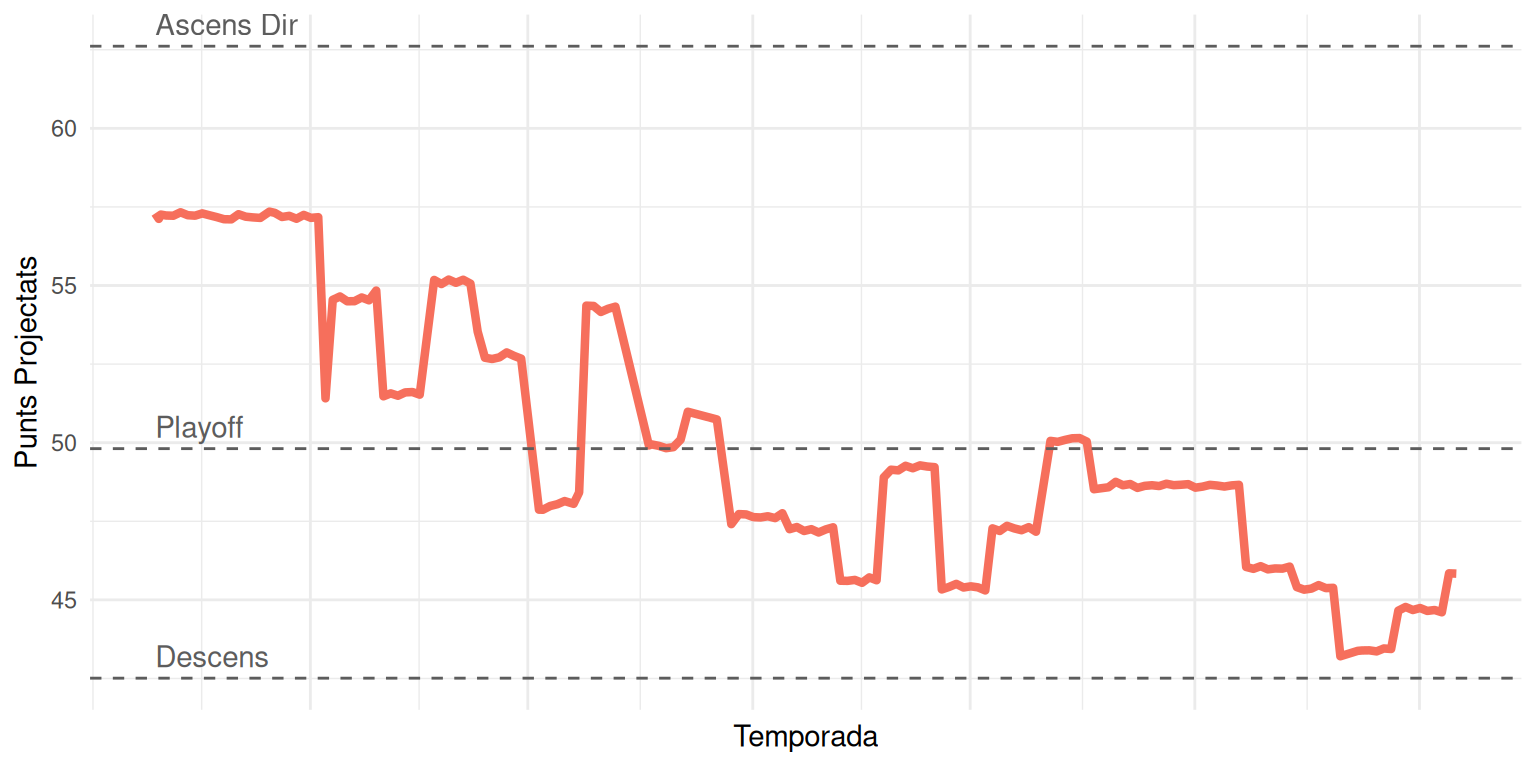 Ascens Dir
60
55
Playoff
50
45
Descens
Punts Projectats
Temporada